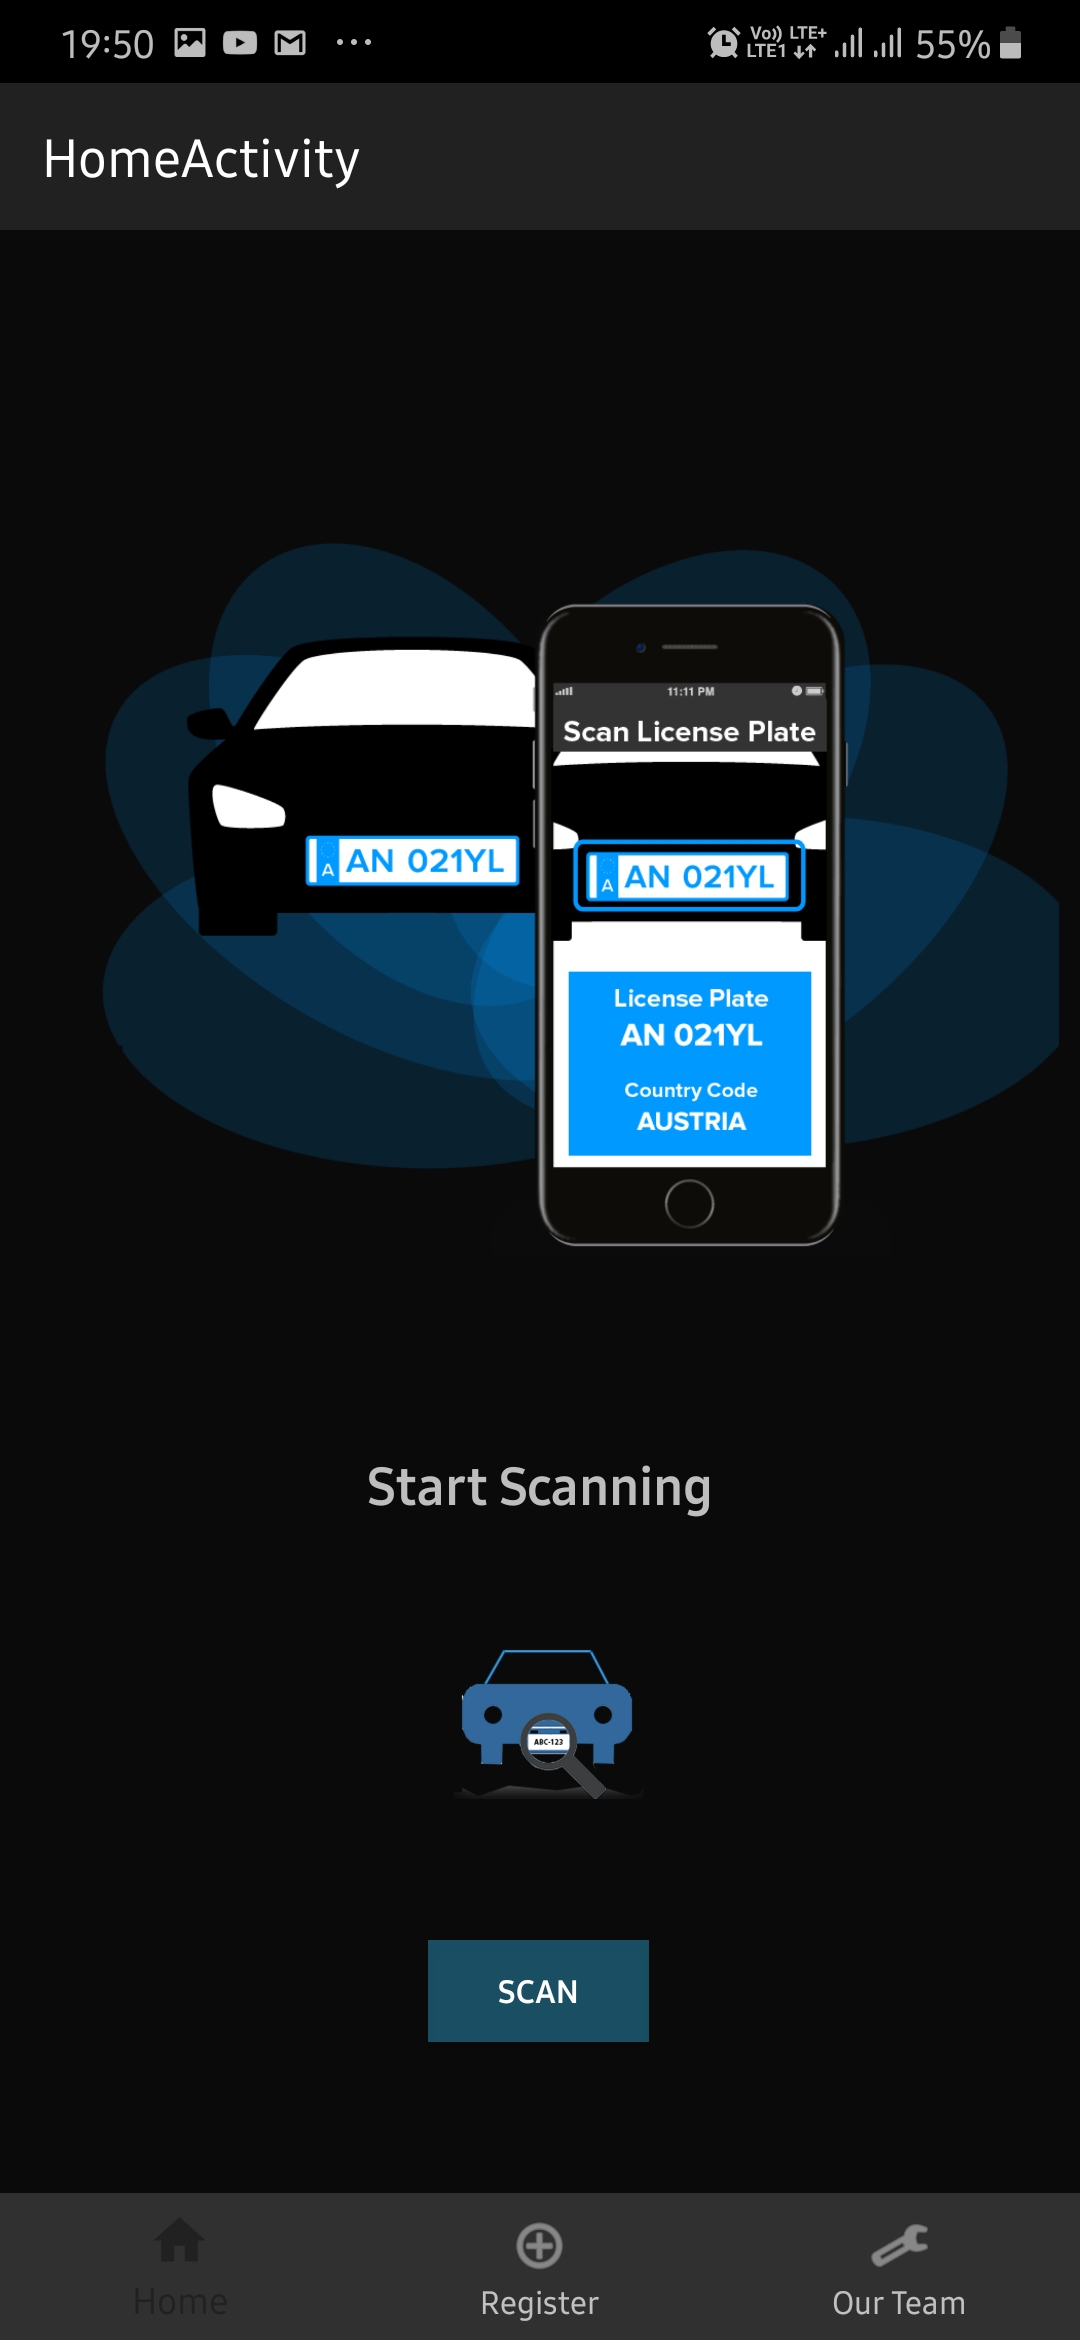 19:50 Vo)) LTE+ 55%
LTE1
HomeActivity
11:11 PM
Scan License Plate
A AN 021YL
A AN 021YL
License Plate
AN 021YL
Country Code
AUSTRIA
Start Scanning
ABC-123
SCAN
Home Register Our Team